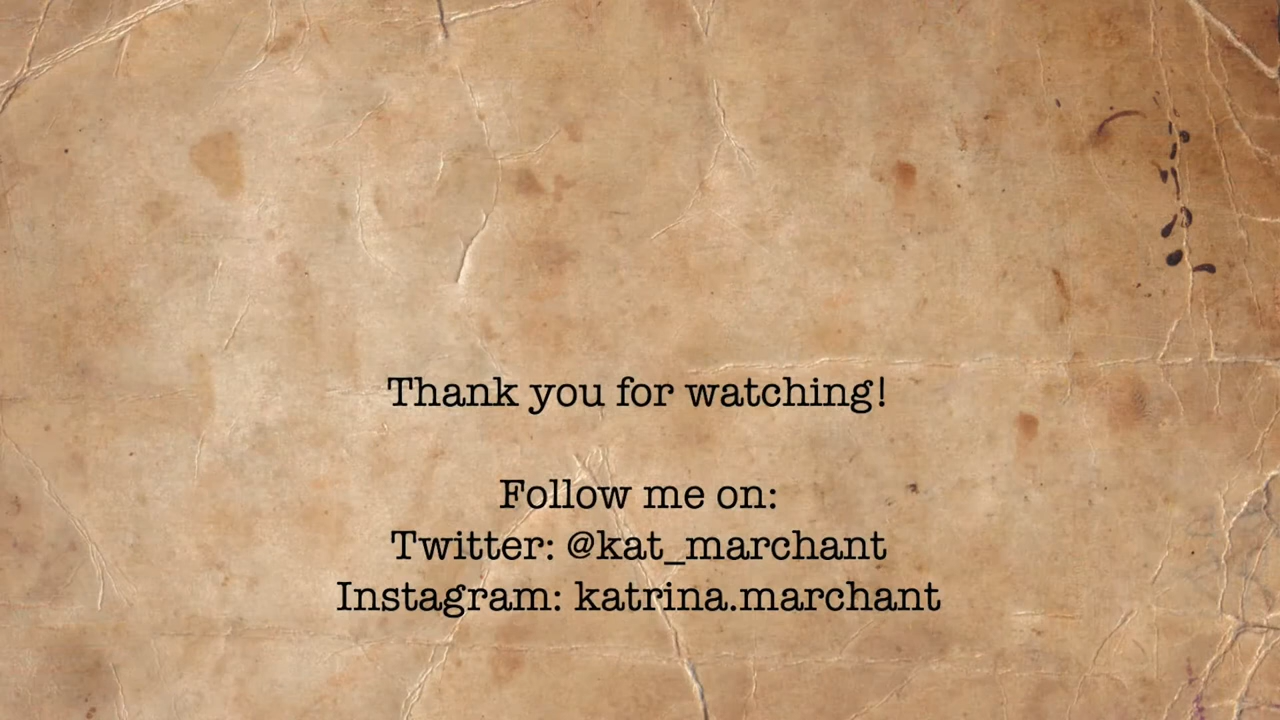 Thank you for watching!
Follow me on:
Twitter: @kat_marchant
Instagram: katrina.marchant